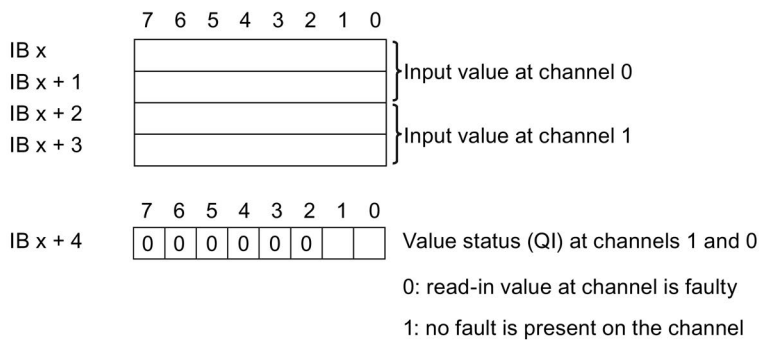 7 6 5 4 3 2 1 0
IB x
IB x + 1
Input value at channel 0
IB x + 2
IB x + 3
Input value at channel 1
7 6 5 4 3 2 1 0
IB x + 4 0 0 0 0 0 0 Value status (QI) at channels 1 and 0
0: read-in value at channel is faulty
1: no fault is present on the channel